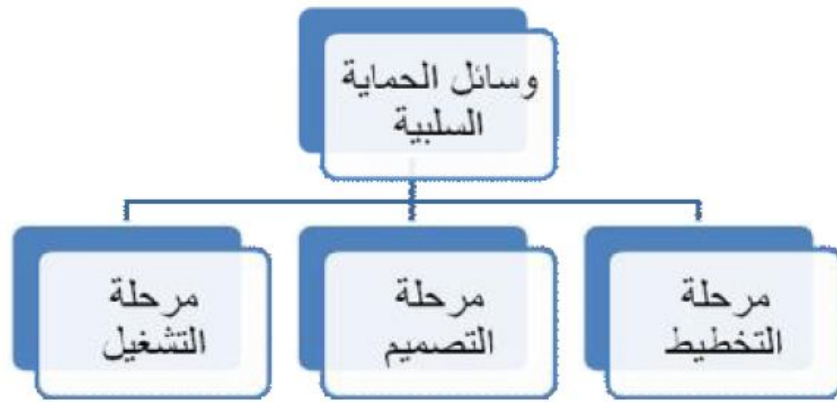 وسائل الحماية
السلبية
مرحلة
التخطيط
مرحلة
التصميم
مرحلة
التشغيل